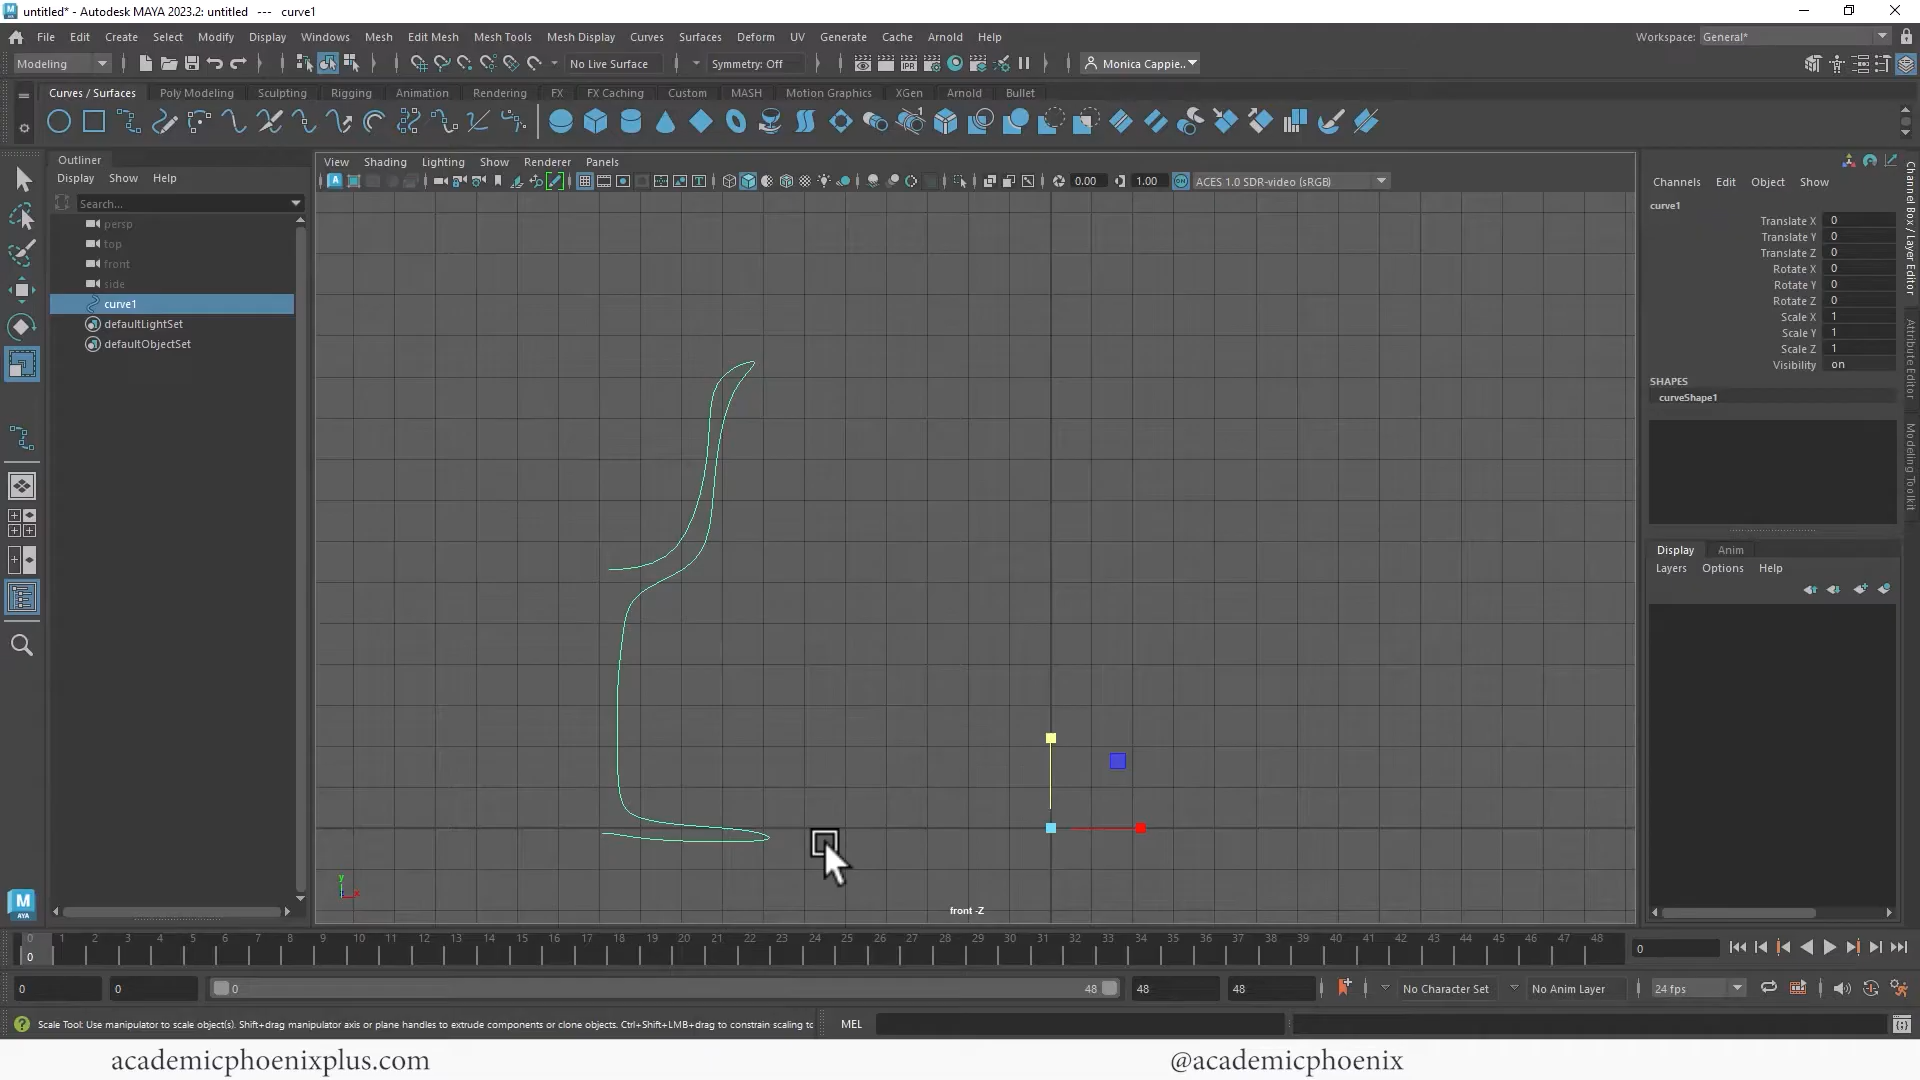 untitled* - Autodesk MAYA 2023.2: untitled --- curve1
File Edit Create Select Modify Display Windows Mesh Edit Mesh Mesh Tools Mesh Display Curves Surfaces Deform UV Generate Cache Arnold Help
Workspace: General*
Modeling
No Live Surface
Symmetry: Off
Monica Cappie..
Curves / Surfaces Poly Modeling Sculpting Rigging Animation Rendering FX FX Caching Custom MASH Motion Graphics XGen Arnold Bullet
Outliner
Display Show Help
Search...
persp
top
front
side
curve1
defaultLightSet
defaultObjectSet
View Shading Lighting Show Renderer Panels
0.00
1.00
ACES 1.0 SDR-video (sRGB)
y
x
front -Z
Channels Edit Object Show
curve1
Translate X 0
Translate Y 0
Translate Z 0
Rotate X 0
Rotate Y 0
Rotate Z 0
Scale X 1
Scale Y 1
Scale Z 1
Visibility on
SHAPES
curveShape1
Display Anim
Layers Options Help
Channel Box / Layer Editor
Attribute Editor
Modeling Toolkit
M
AYA
0 1 2 3 4 5 6 7 8 9 10 11 12 13 14 15 16 17 18 19 20 21 22 23 24 25 26 27 28 29 30 31 32 33 34 35 36 37 38 39 40 41 42 43 44 45 46 47 48
0
0
0
0
0
48
48
48
No Character Set
No Anim Layer
24 fps
Scale Tool: Use manipulator to scale object(s). Shift+drag manipulator axis or plane handles to extrude components or clone objects. Ctrl+Shift+LMB+drag to constrain scaling to
MEL
academicphoenixplus.com
@academicphoenix